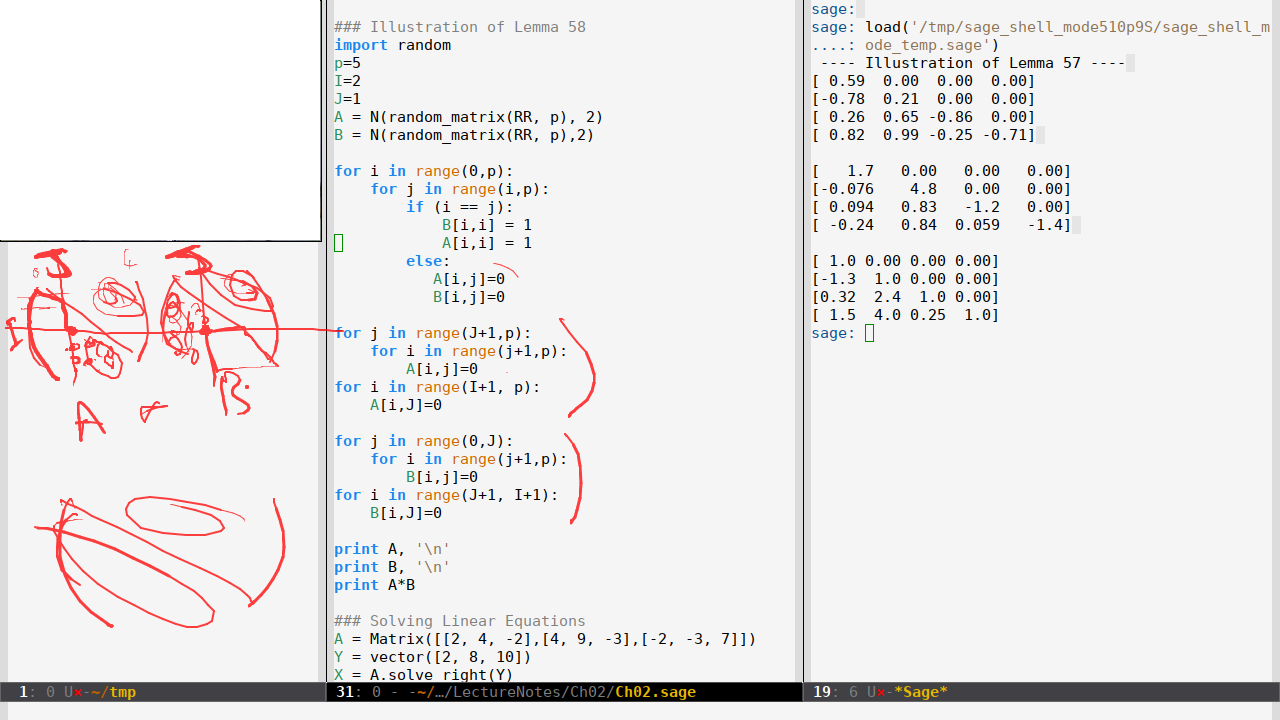 ### Illustration of Lemma 58
import random
p=5
I=2
J=1
A = N(random_matrix(RR, p), 2)
B = N(random_matrix(RR, p),2)
for i in range(0,p):
    for j in range(i,p):
        if (i == j):
            B[i,i] = 1
            A[i,i] = 1
        else:
           A[i,j]=0
           B[i,j]=0
for j in range(J+1,p):
    for i in range(j+1,p):
        A[i,j]=0
for i in range(I+1, p):
    A[i,J]=0
for j in range(0,J):
    for i in range(j+1,p):
        B[i,j]=0
for i in range(J+1, I+1):
    B[i,J]=0
print A, '\n'
print B, '\n'
print A*B
### Solving Linear Equations
A = Matrix([[2, 4, -2],[4, 9, -3],[-2, -3, 7]])
Y = vector([2, 8, 10])
X = A.solve_right(Y)
sage:
sage: load('/tmp/sage_shell_mode510p9S/sage_shell_m
....: ode_temp.sage')
 ---- Illustration of Lemma 57 ----
[ 0.59  0.00  0.00  0.00]
[-0.78  0.21  0.00  0.00]
[ 0.26  0.65 -0.86  0.00]
[ 0.82  0.99 -0.25 -0.71]
[   1.7   0.00   0.00   0.00]
[-0.076    4.8   0.00   0.00]
[ 0.094   0.83   -1.2   0.00]
[ -0.24   0.84  0.059   -1.4]
[ 1.0 0.00 0.00 0.00]
[-1.3  1.0 0.00 0.00]
[0.32  2.4  1.0 0.00]
[ 1.5  4.0 0.25  1.0]
sage:
J J
I
A B
1: 0 U×-~/tmp
31: 0 - -~/…/LectureNotes/Ch02/Ch02.sage
19: 6 U×-*Sage*